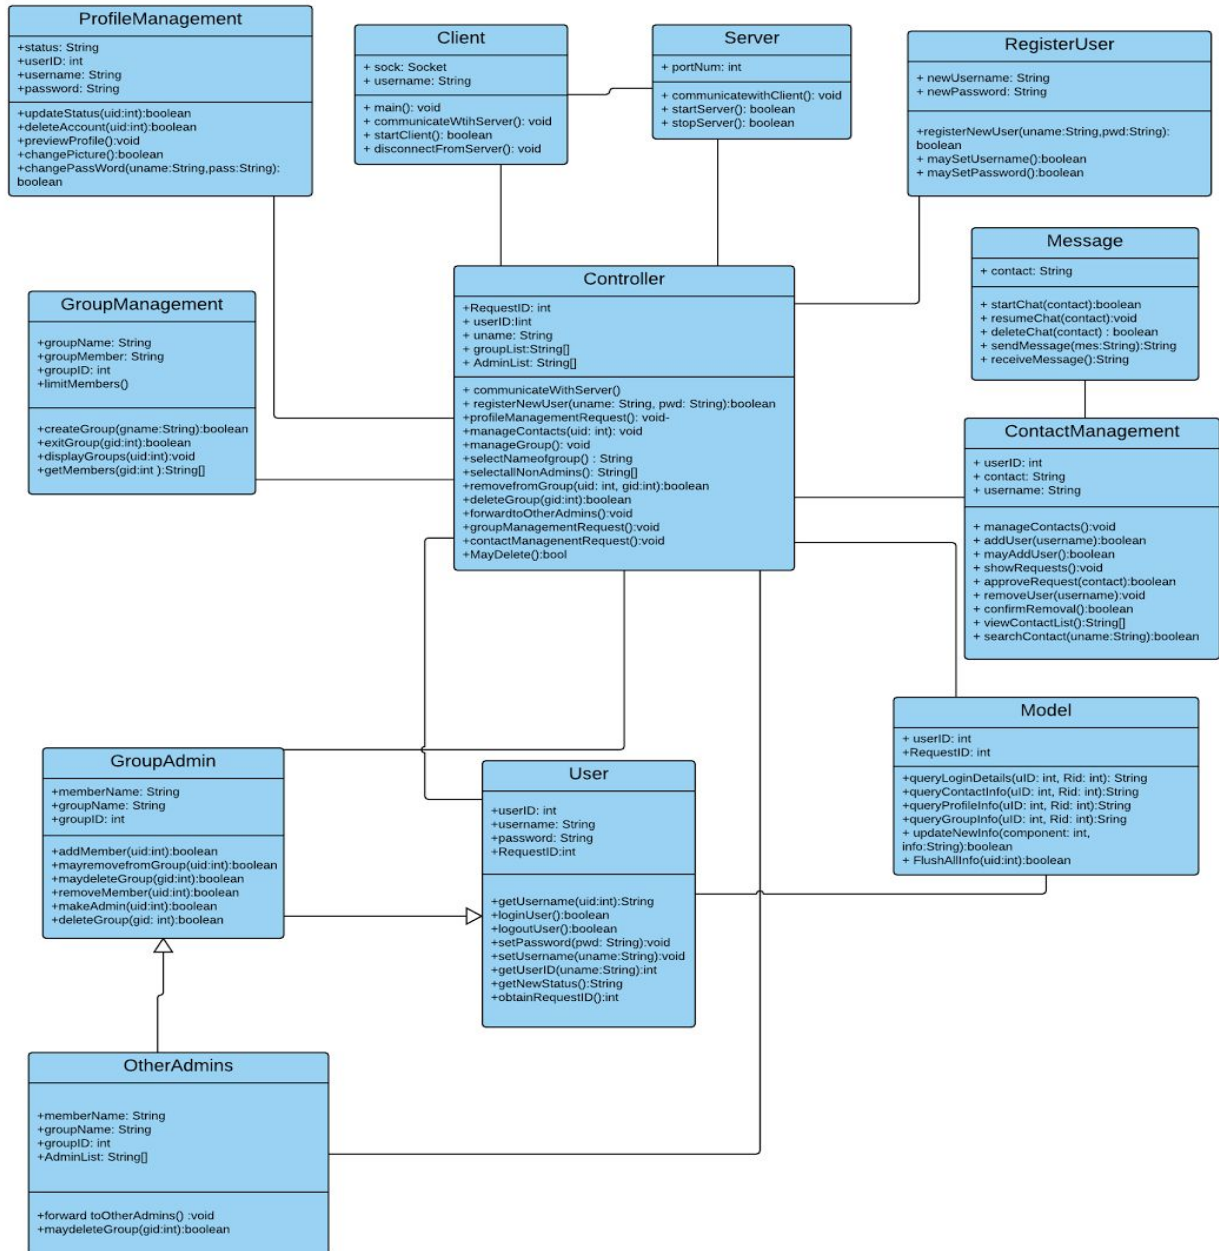 ProfileManagement
+status: String
+userID: int
+username: String
+password: String
+updateStatus(uid:int):boolean
+deleteAccount(uid:int):boolean
+previewProfile():void
+changePicture():boolean
+changePassWord(uname:String,pass:String):
boolean
Client
+ sock: Socket
+ username: String
+ main(): void
+ communicateWtihServer(): void
+ startClient(): boolean
+ disconnectFromServer(): void
Server
+ portNum: int
+ communicatewithClient(): void
+ startServer(): boolean
+ stopServer(): boolean
RegisterUser
+ newUsername: String
+ newPassword: String
+registerNewUser(uname:String,pwd:String):
boolean
+ maySetUsername():boolean
+ maySetPassword():boolean
Message
+ contact: String
+ startChat(contact):boolean
+ resumeChat(contact):void
+ deleteChat(contact) : boolean
+ sendMessage(mes:String):String
+ receiveMessage():String
GroupManagement
+groupName: String
+groupMember: String
+groupID: int
+limitMembers()
+createGroup(gname:String):boolean
+exitGroup(gid:int):boolean
+displayGroups(uid:int):void
+getMembers(gid:int ):String[]
Controller
+RequestID: int
+ userID:Iint
+ uname: String
+ groupList:String[]
+ AdminList: String[]
+ communicateWithServer()
+ registerNewUser(uname: String, pwd: String):boolean
+profileManagementRequest(): void-
+manageContacts(uid: int): void
+manageGroup(): void
+selectNameofgroup() : String
+selectallNonAdmins(): String[]
+removefromGroup(uid: int, gid:int):boolean
+deleteGroup(gid:int):boolean
+forwardtoOtherAdmins():void
+groupManagementRequest():void
+contactManagenentRequest():void
+MayDelete():bool
ContactManagement
+ userID: int
+ contact: String
+ username: String
+ manageContacts():void
+ addUser(username):boolean
+ mayAddUser():boolean
+ showRequests():void
+ approveRequest(contact):boolean
+ removeUser(username):void
+ confirmRemoval():boolean
+ viewContactList():String[]
+ searchContact(uname:String):boolean
Model
+ userID: int
+RequestID: int
+queryLoginDetails(uID: int, Rid: int): String
+queryContactInfo(uID: int, Rid: int):String
+queryProfileInfo(uID: int, Rid: int):String
+queryGroupInfo(uID: int, Rid: int):Sring
+ updateNewInfo(component: int,
info:String):boolean
+ FlushAllInfo(uid:int):boolean
GroupAdmin
+memberName: String
+groupName: String
+groupID: int
+addMember(uid:int):boolean
+mayremovefromGroup(uid:int):boolean
+maydeleteGroup(gid:int):boolean
+removeMember(uid:int):boolean
+makeAdmin(uid:int):boolean
+deleteGroup(gid: int):boolean
User
+userID: int
+username: String
+password: String
+RequestID:int
+getUsername(uid:int):String
+loginUser():boolean
+logoutUser():boolean
+setPassword(pwd: String):void
+setUsername(uname:String):void
+getUserID(uname:String):int
+getNewStatus():String
+obtainRequestID():int
OtherAdmins
+memberName: String
+groupName: String
+groupID: int
+AdminList: String[]
+forward toOtherAdmins() :void
+maydeleteGroup(gid:int):boolean